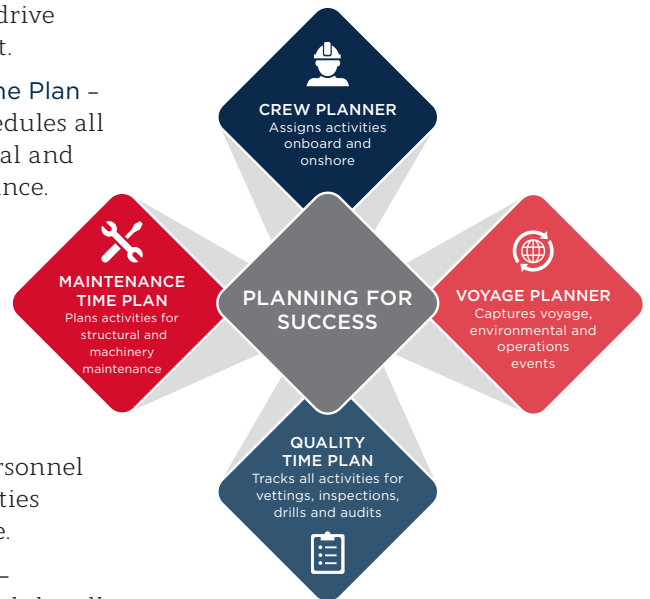 drive
t.
ne Plan –
edules all
al and
ance.
rsonnel
ties
e.
–
CREW PLANNER
Assigns activities
onboard and
onshore
MAINTENANCE
TIME PLAN
Plans activities for
structural and
machinery
maintenance
PLANNING FOR
SUCCESS
VOYAGE PLANNER
Captures voyage,
environmental and
operations
events
QUALITY
TIME PLAN
Tracks all activities for
vettings, inspections,
drills and audits